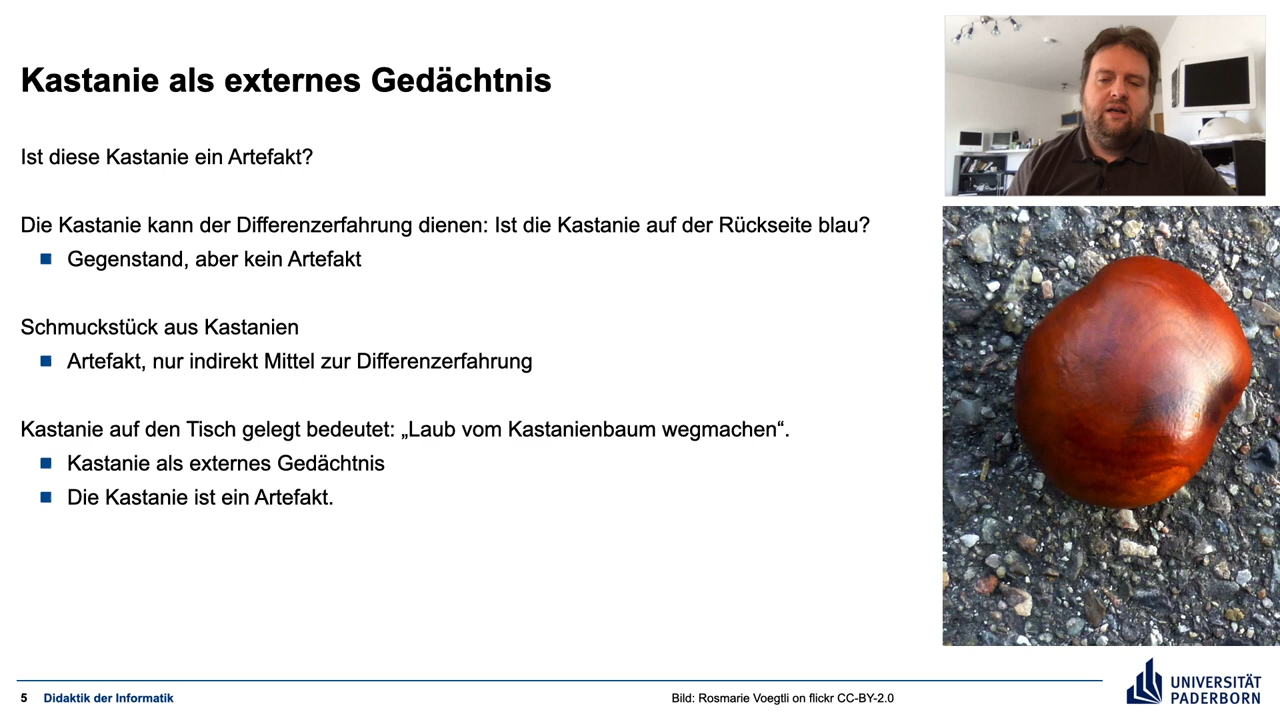 Kastanie als externes Gedächtnis
Ist diese Kastanie ein Artefakt?
Die Kastanie kann der Differenzerfahrung dienen: Ist die Kastanie auf der Rückseite blau?
Gegenstand, aber kein Artefakt
Schmuckstück aus Kastanien
Artefakt, nur indirekt Mittel zur Differenzerfahrung
Kastanie auf den Tisch gelegt bedeutet: „Laub vom Kastanienbaum wegmachen“.
Kastanie als externes Gedächtnis
Die Kastanie ist ein Artefakt.
5 Didaktik der Informatik
Bild: Rosmarie Voegtli on flickr CC-BY-2.0
UNIVERSITÄT
PADERBORN